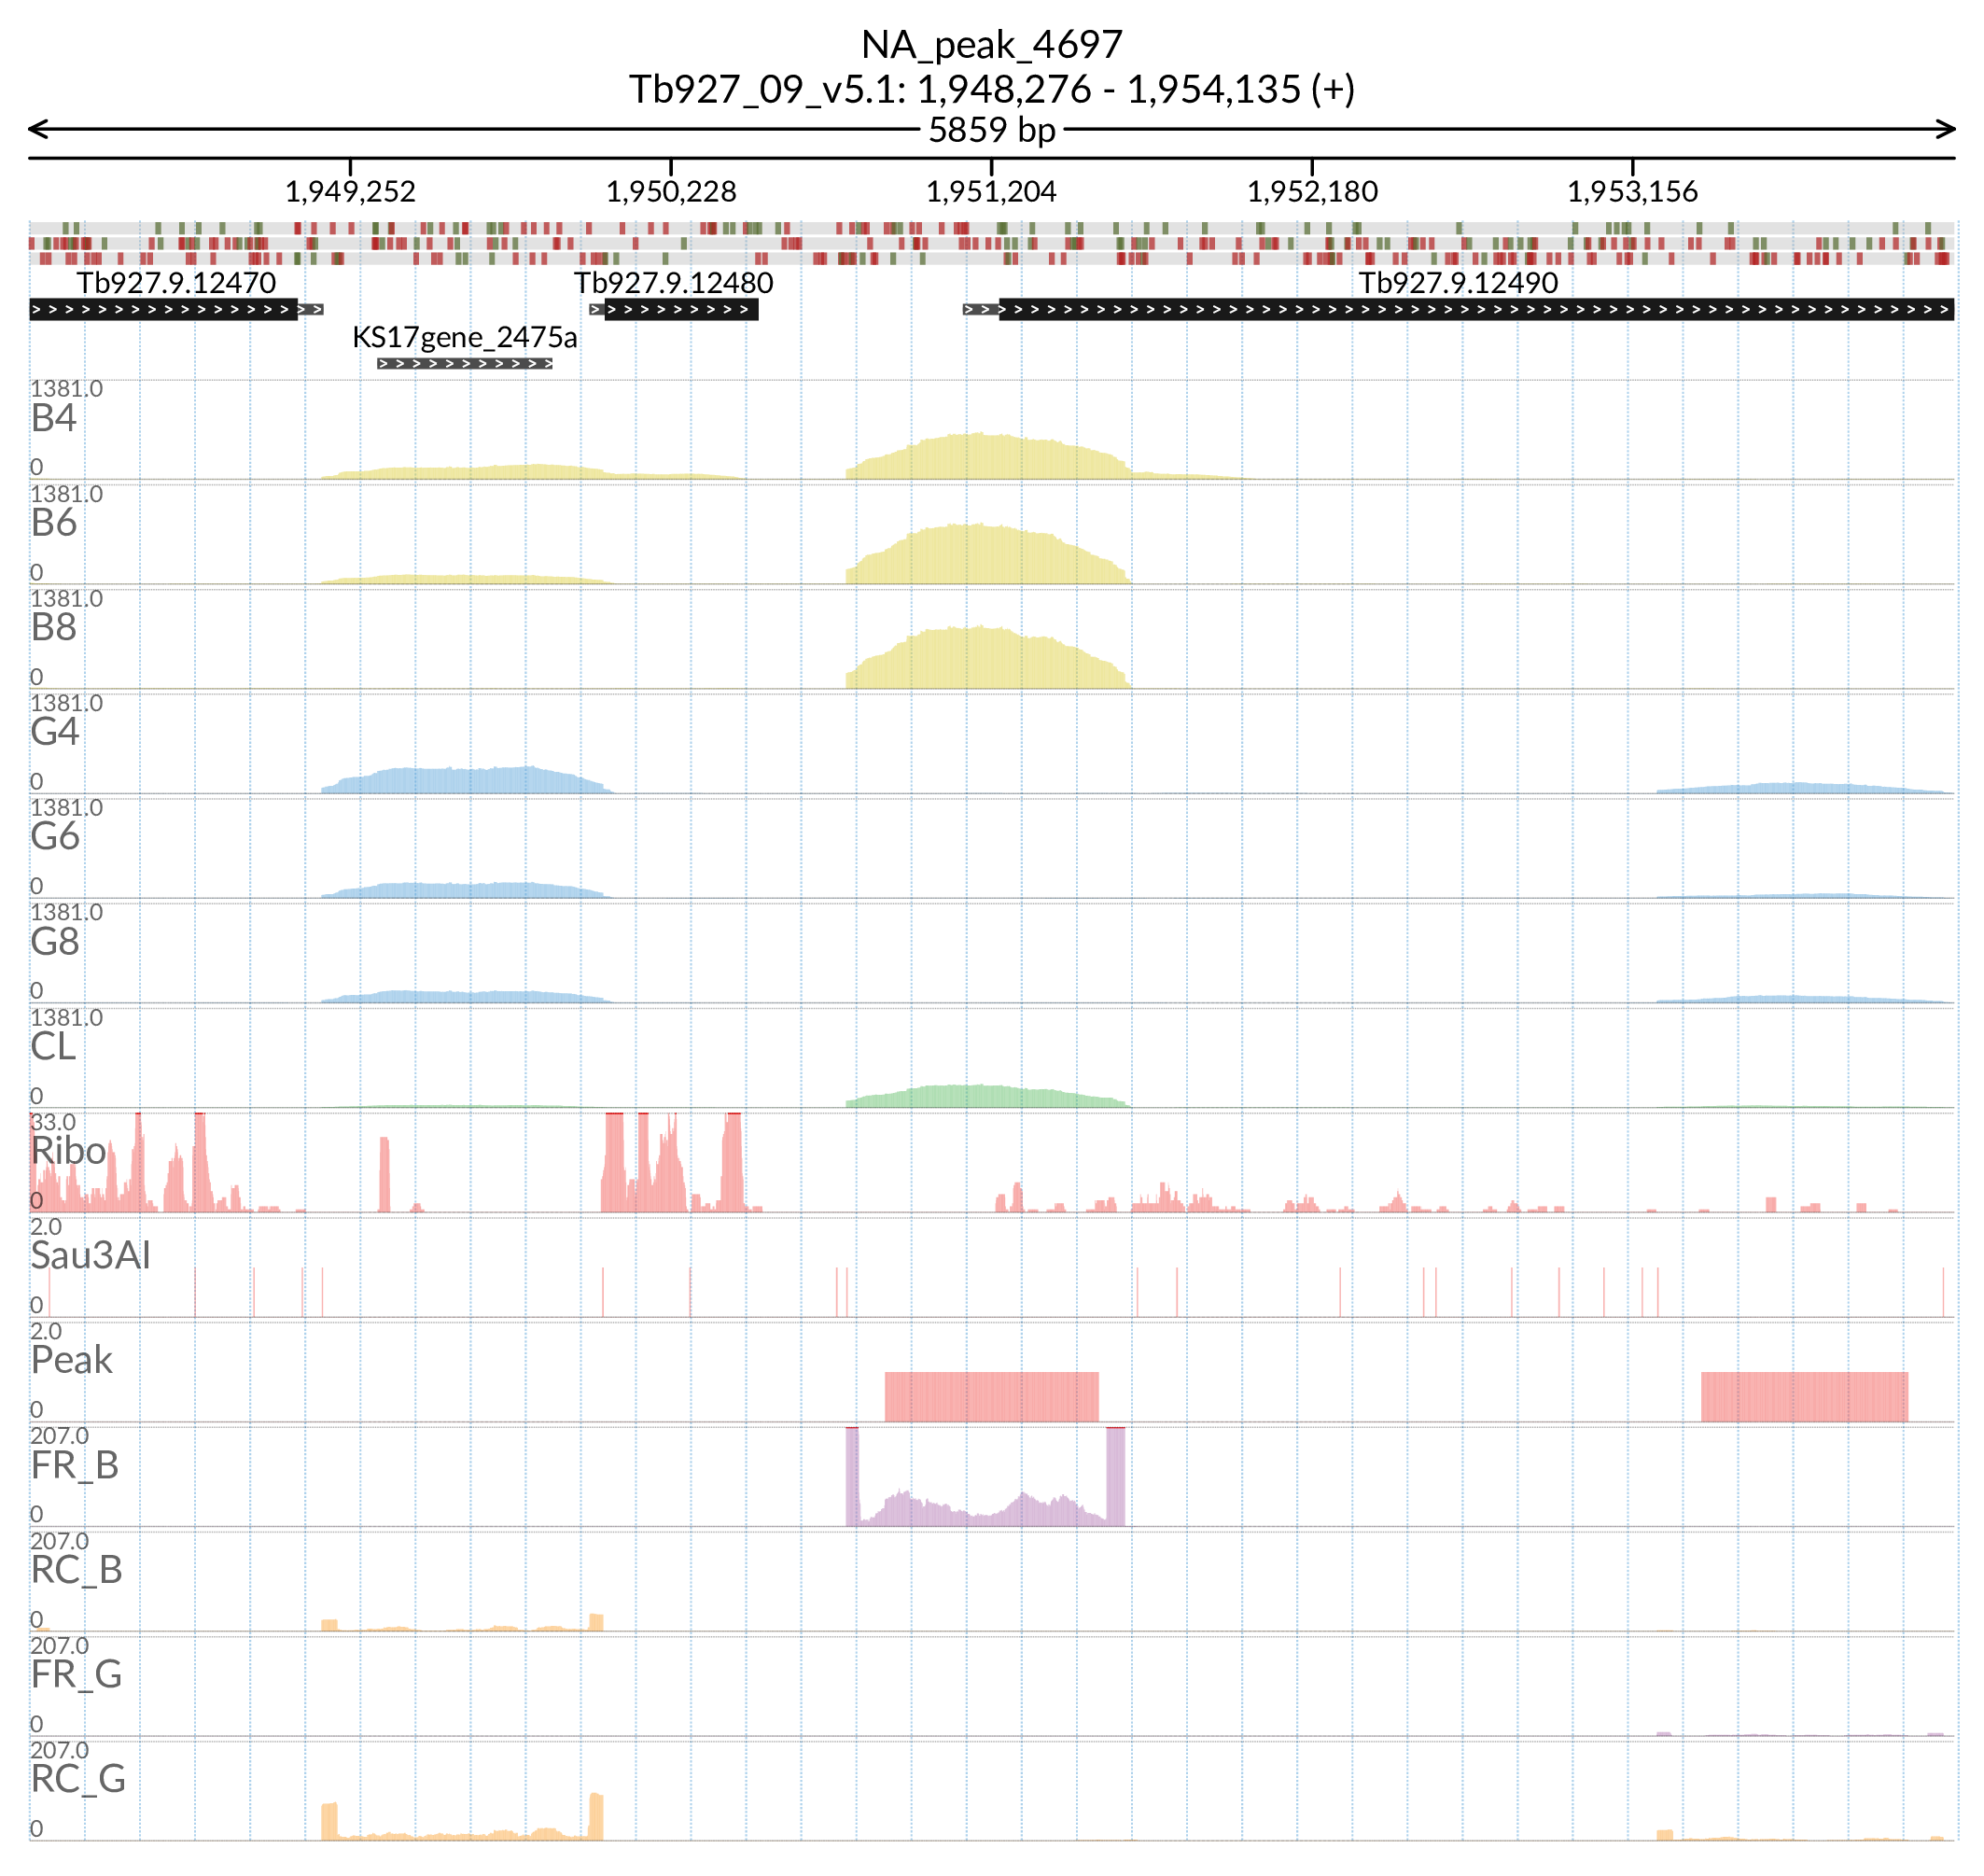 NA_peak_4697
Tb927_09_v5.1: 1,948,276 - 1,954,135 (+)
5859 bp
1,949,252 1,950,228 1,951,204 1,952,180 1,953,156
Tb927.9.12470 Tb927.9.12480 Tb927.9.12490
KS17gene_2475a
1381.0
B4
0
1381.0
B6
0
1381.0
B8
0
1381.0
G4
0
1381.0
G6
0
1381.0
G8
0
1381.0
CL
0
33.0
Ribo
0
2.0
Sau3AI
0
2.0
Peak
0
207.0
FR_B
0
207.0
RC_B
0
207.0
FR_G
0
207.0
RC_G
0